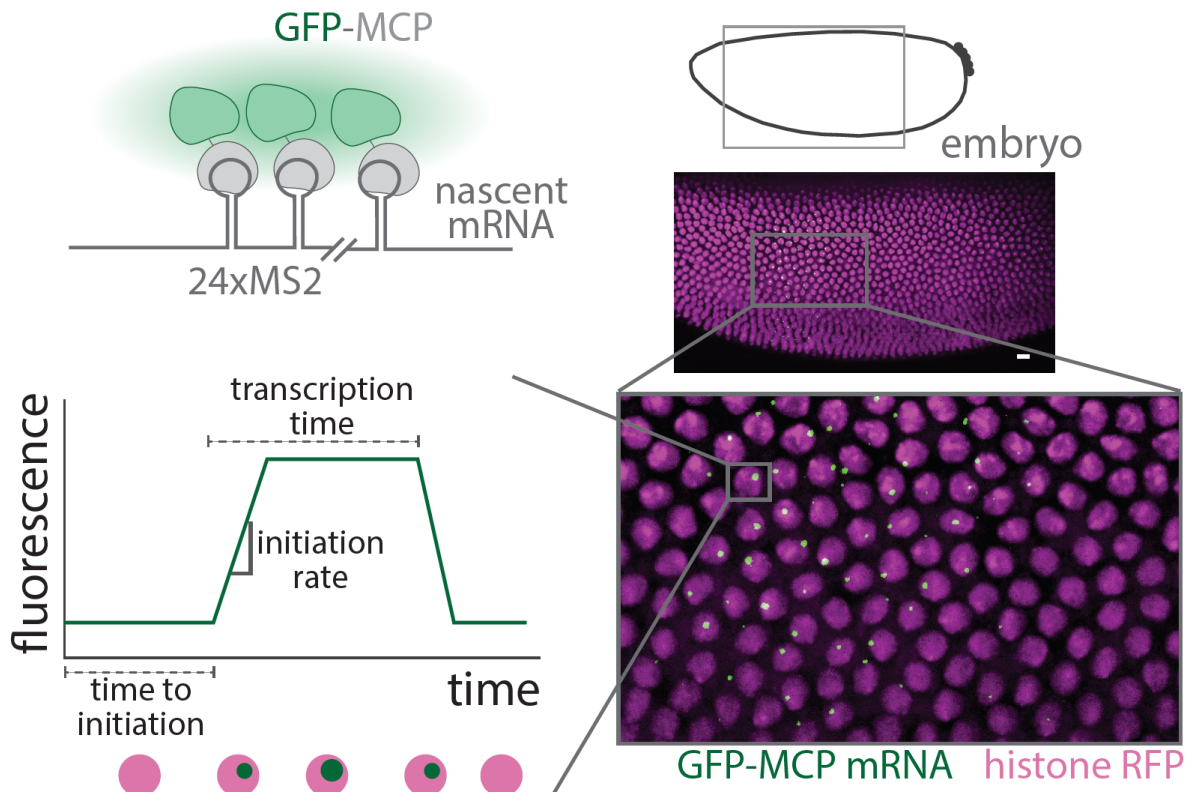 GFP-MCP
nascent
mRNA
24xMS2
embryo
fluorescence
transcription
time
initiation
rate
time to
initiation
time
GFP-MCP mRNA histone RFP